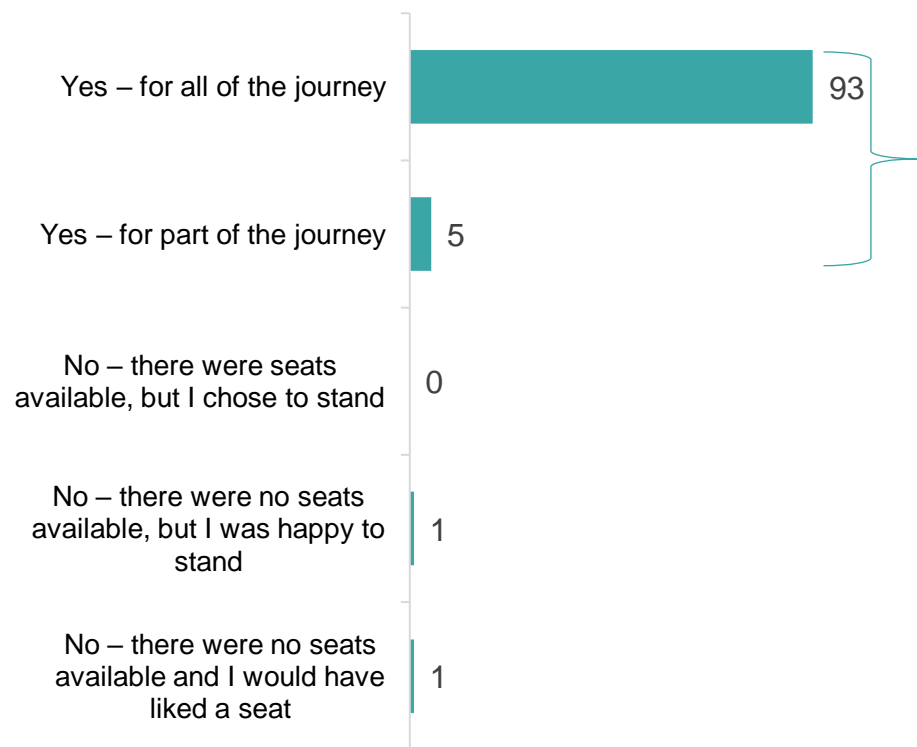 Yes – for all of the journey
93
Yes – for part of the journey
5
No – there were seats
available, but I chose to stand
0
No – there were no seats
available, but I was happy to
stand
1
No – there were no seats
available and I would have
liked a seat
1